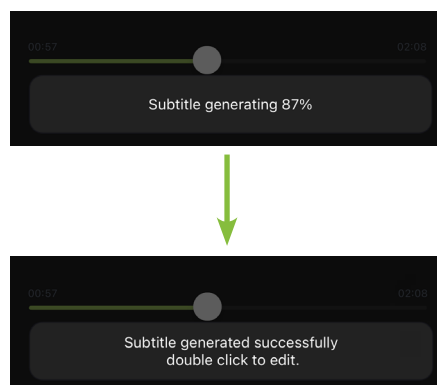 00:57 02:08
Subtitle generating 87%
00:57 02:08
Subtitle generated successfully
double click to edit.